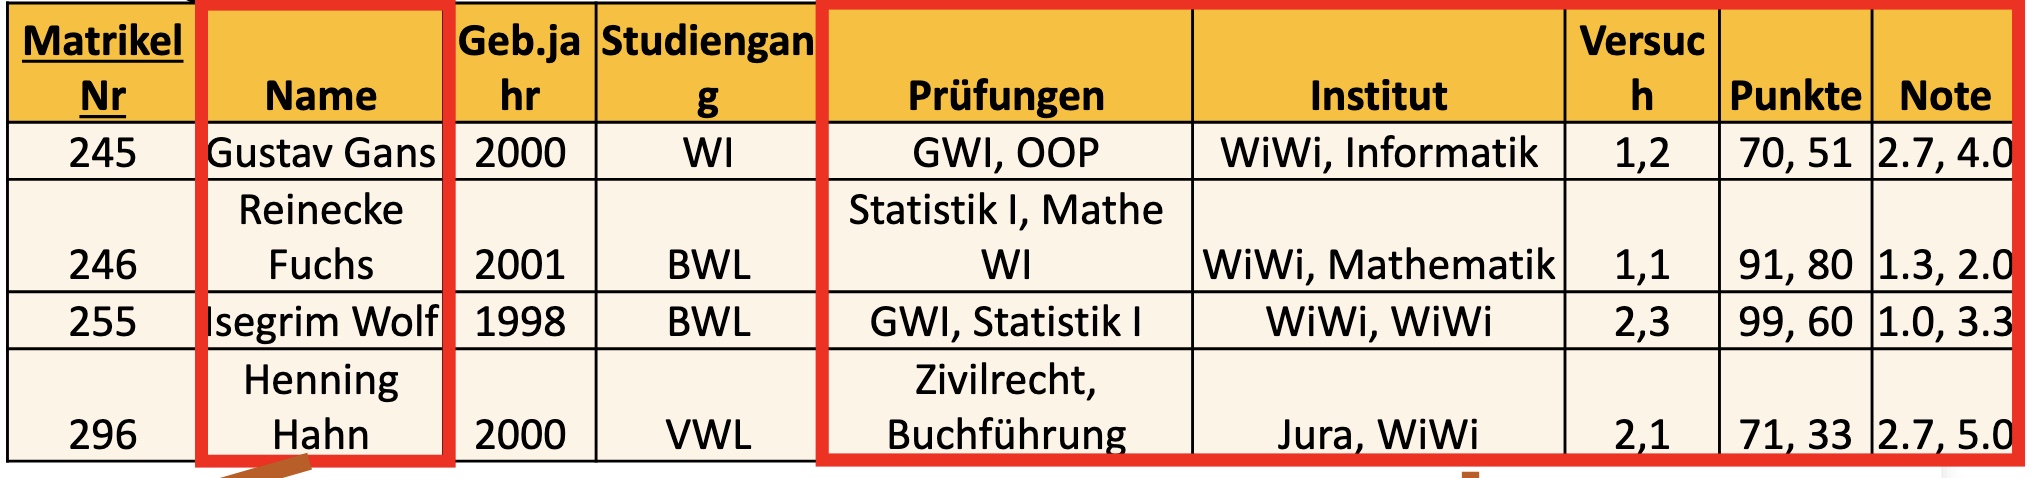 Matrikel Nr Name Geb.ja hr Studiengan g Prüfungen Institut Versuc h Punkte Note
245 Gustav Gans 2000 WI GWI, OOP WiWi, Informatik 1,2 70, 51 2.7, 4.0
246 Reinecke Fuchs 2001 BWL Statistik I, Mathe WI WiWi, Mathematik 1,1 91, 80 1.3, 2.0
255 Isegrim Wolf 1998 BWL GWI, Statistik I WiWi, WiWi 2,3 99, 60 1.0, 3.3
296 Henning Hahn 2000 VWL Zivilrecht, Buchführung Jura, WiWi 2,1 71, 33 2.7, 5.0